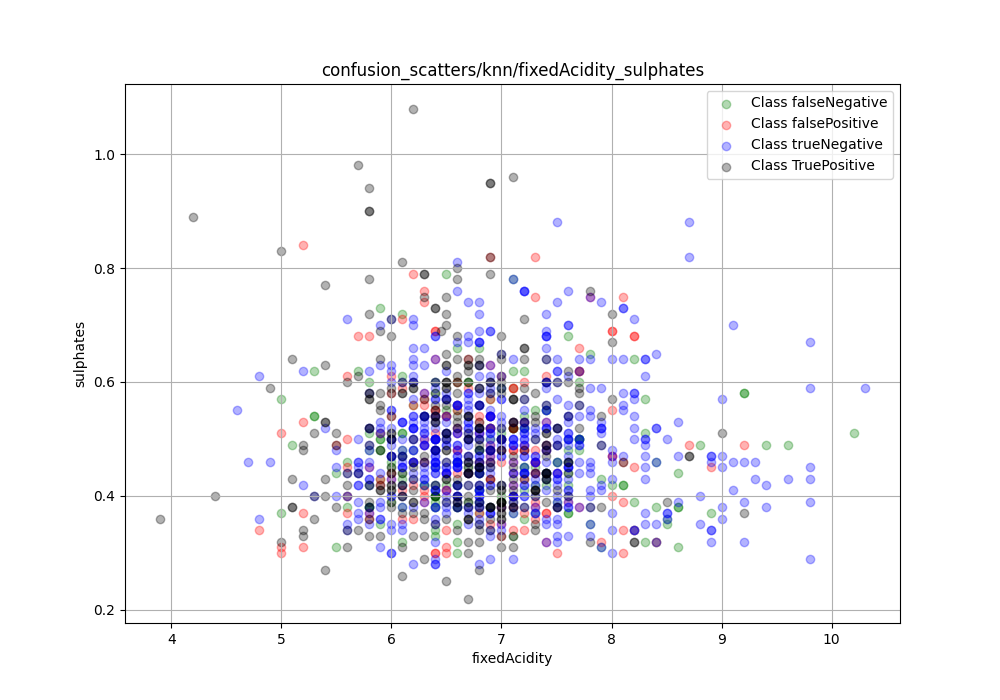 confusion_scatters/knn/fixedAcidity_sulphates
Class falseNegative
Class falsePositive
Class trueNegative
Class TruePositive
1.0
0.8
0.6
0.4
0.2
sulphates
4 5 6 7 8 9 10
fixedAcidity